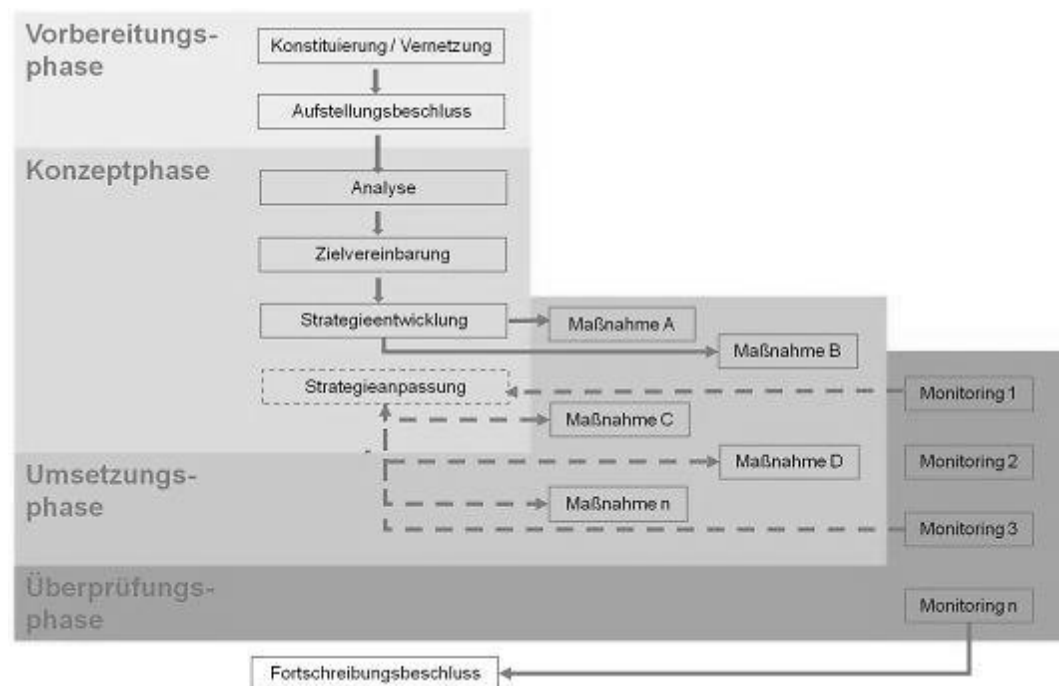 Vorbereitungs-
phase
Konstituierung / Vernetzung
Aufstellungsbeschluss
Konzeptphase
Analyse
Zielvereinbarung
Strategieentwicklung
Maßnahme A
Maßnahme B
Strategieanpassung
Monitoring 1
Maßnahme C
Umsetzungs-
phase
Maßnahme D
Monitoring 2
Maßnahme n
Monitoring 3
Überprüfungs-
phase
Monitoring n
Fortschreibungsbeschluss